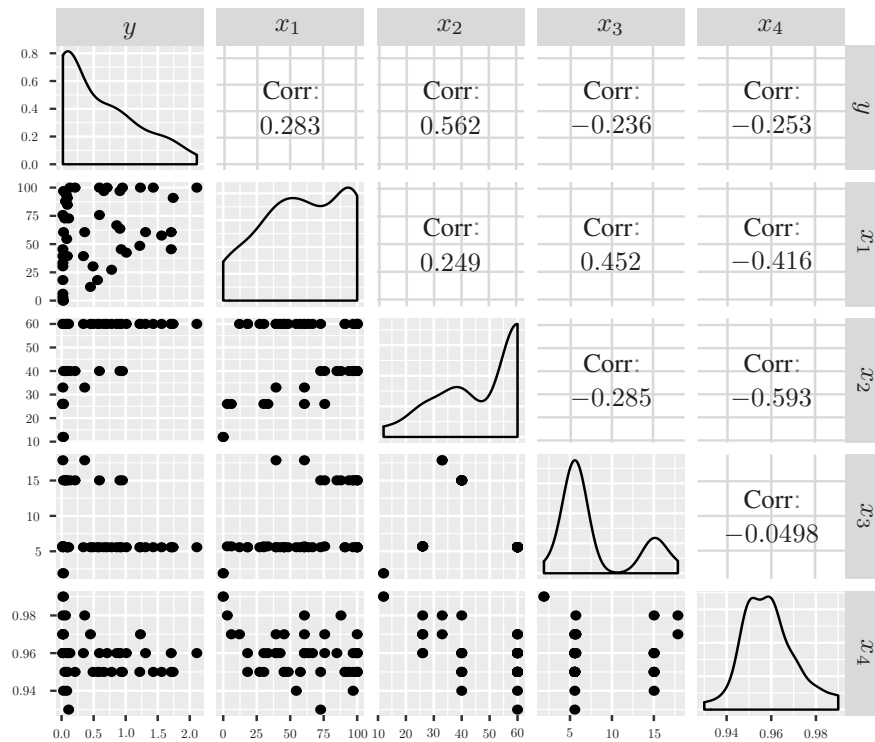 y x₁ x₂ x₃ x₄
0.8
0.6
0.4
0.2
0.0
Corr:
0.283
Corr:
0.562
Corr:
−0.236
Corr:
−0.253
y
100
75
50
25
0
Corr:
0.249
Corr:
0.452
Corr:
−0.416
x₁
60
50
40
30
20
10
Corr:
−0.285
Corr:
−0.593
x₂
15
10
5
Corr:
−0.0498
x₃
0.98
0.96
0.94
x₄
0.0 0.5 1.0 1.5 2.0
0 25 50 75 100
10 20 30 40 50 60
5 10 15
0.94 0.96 0.98